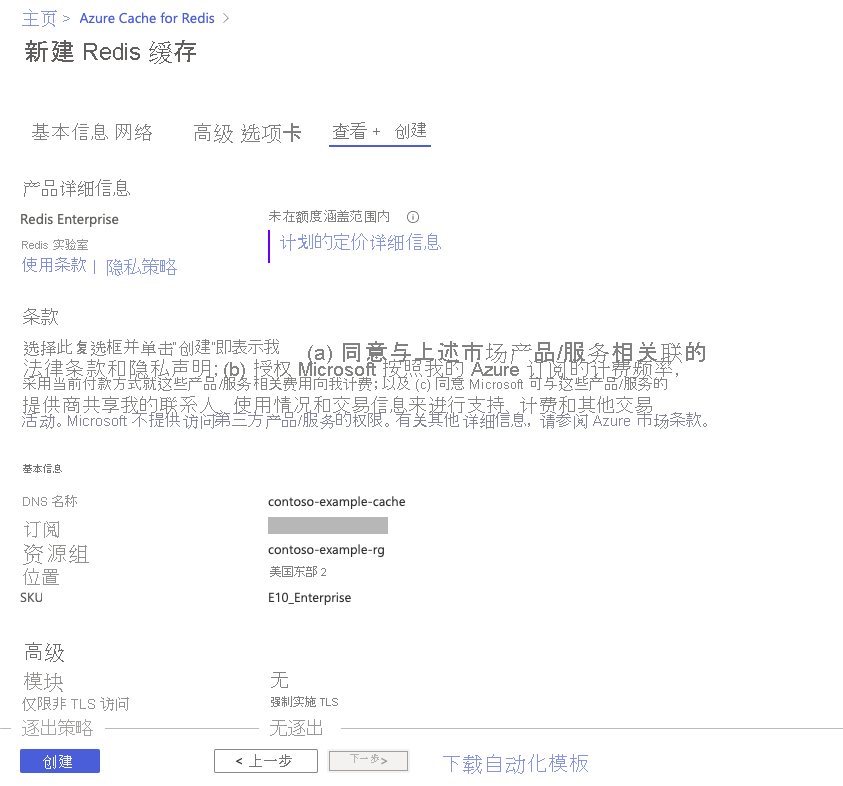 主页 > Azure Cache for Redis >
新建 Redis 缓存
基本信息 网络 高级 选项卡 查看 + 创建
产品详细信息
Redis Enterprise 未在额度涵盖范围内
Redis 实验室 计划的定价详细信息
使用条款 | 隐私策略
条款
选择此复选框并单击“创建”即表示我 (a) 同意与上述市场产品/服务相关联的
法律条款和隐私声明; (b) 授权 Microsoft 按照我的 Azure 订阅的计费频率,
采用当前付款方式就这些产品/服务相关费用向我计费; 以及 (c) 同意 Microsoft 可与这些产品/服务的
提供商共享我的联系人、使用情况和交易信息来进行支持、计费和其他交易
活动。Microsoft 不提供访问第三方产品/服务的权限。有关其他详细信息, 请参阅 Azure 市场条款。
基本信息
DNS 名称 contoso-example-cache
订阅
资源组 contoso-example-rg
位置 美国东部 2
SKU E10_Enterprise
高级
模块 无
仅限非 TLS 访问 强制实施 TLS
逐出策略 无逐出
创建 < 上一步 下一步 > 下载自动化模板